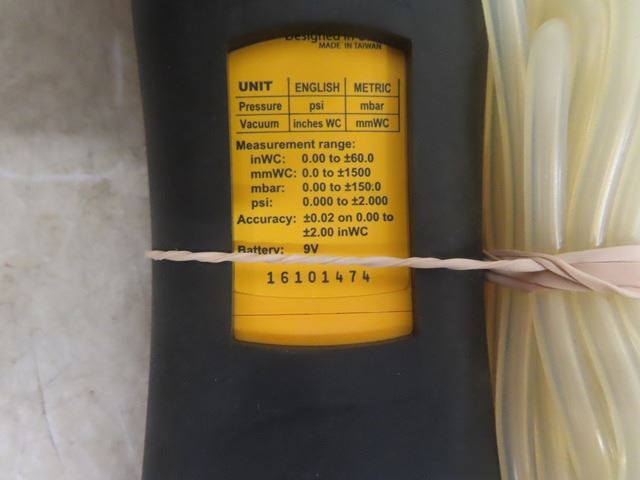 Designed in
MADE IN TAIWAN
UNIT ENGLISH METRIC
Pressure psi mbar
Vacuum inches WC mmWC
Measurement range:
inWC: 0.00 to ±60.0
mmWC: 0.0 to ±1500
mbar: 0.00 to ±150.0
psi: 0.000 to ±2.000
Accuracy: ±0.02 on 0.00 to
±2.00 inWC
Battery: 9V
16101474